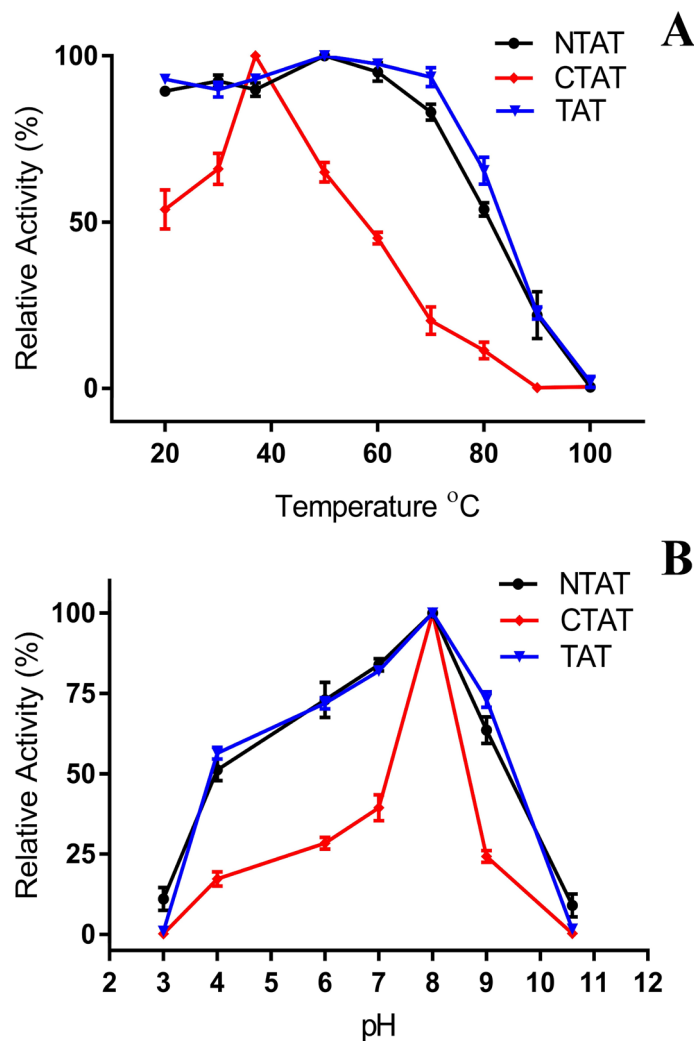 A
NTAT
CTAT
TAT
Relative Activity (%)
100
50
0
20 40 60 80 100
Temperature °C
B
NTAT
CTAT
TAT
Relative Activity (%)
100
75
50
25
0
2 3 4 5 6 7 8 9 10 11 12
pH